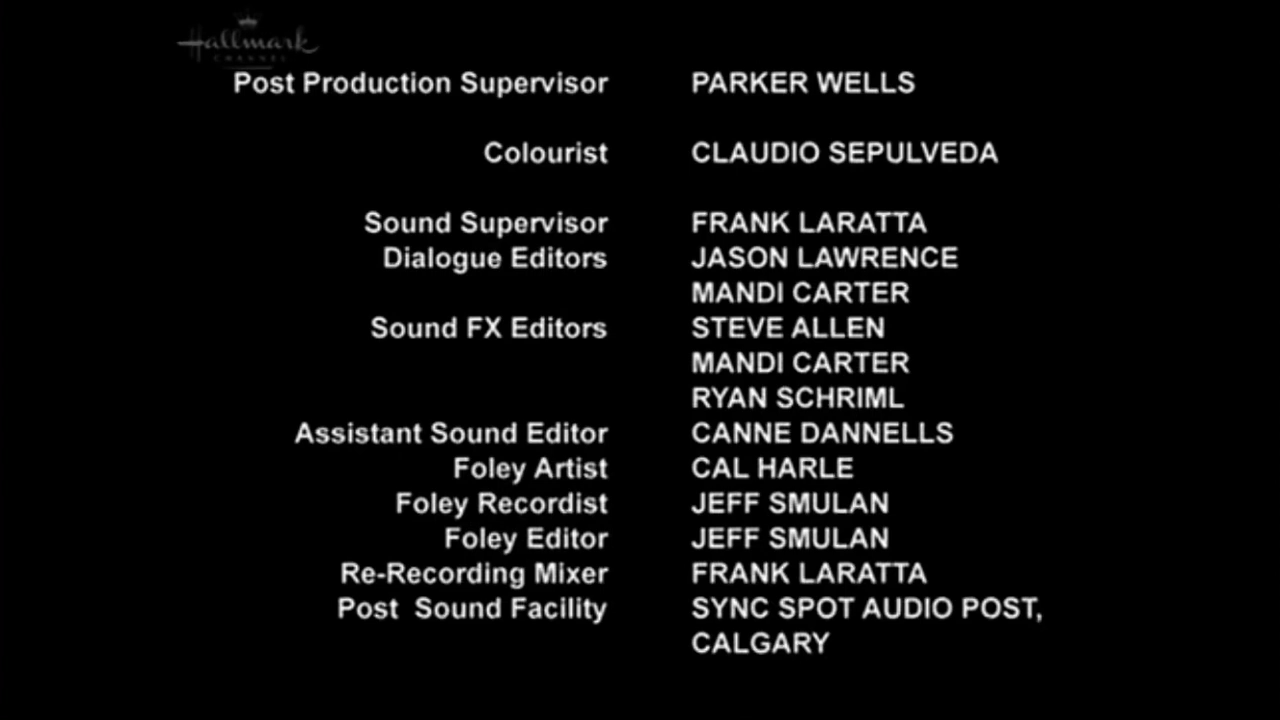 Hallmark
CHANNEL
Post Production Supervisor PARKER WELLS
Colourist CLAUDIO SEPULVEDA
Sound Supervisor FRANK LARATTA
Dialogue Editors JASON LAWRENCE
MANDI CARTER
Sound FX Editors STEVE ALLEN
MANDI CARTER
RYAN SCHRIML
Assistant Sound Editor CANNE DANNELLS
Foley Artist CAL HARLE
Foley Recordist JEFF SMULAN
Foley Editor JEFF SMULAN
Re-Recording Mixer FRANK LARATTA
Post  Sound Facility SYNC SPOT AUDIO POST,
CALGARY